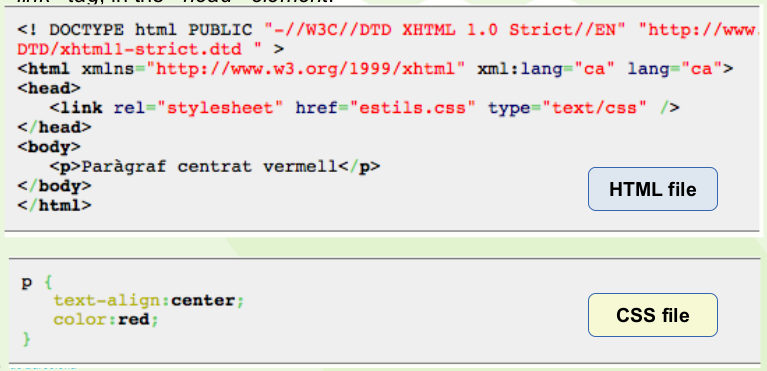 "link" tag, in the "head" element.
<! DOCTYPE html PUBLIC "-//W3C//DTD XHTML 1.0 Strict//EN" "http://www.
DTD/xhtml1-strict.dtd " >
<html xmlns="http://www.w3.org/1999/xhtml" xml:lang="ca" lang="ca">
<head>
<link rel="stylesheet" href="estils.css" type="text/css" />
</head>
<body>
<p>Paràgraf centrat vermell</p>
</body>
</html>
HTML file
p {
text-align:center;
color:red;
}
CSS file